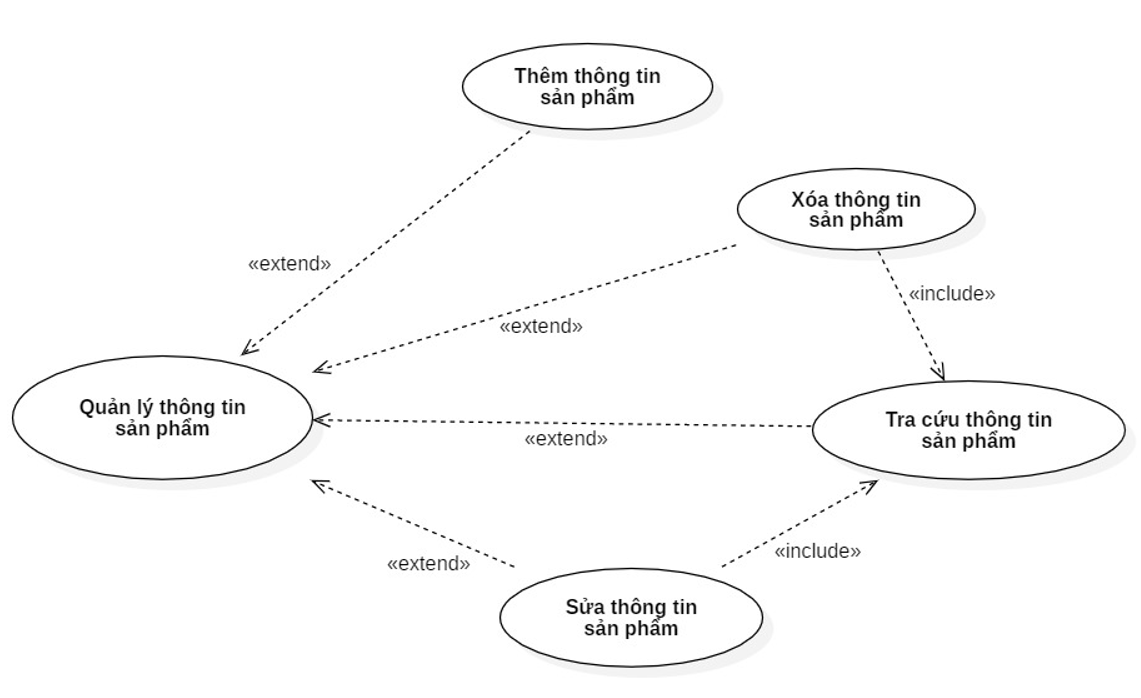 Thêm thông tin
sản phẩm
Xóa thông tin
sản phẩm
«extend»
«include»
«extend»
Quản lý thông tin
sản phẩm
Tra cứu thông tin
sản phẩm
«extend»
«include»
«extend»
Sửa thông tin
sản phẩm